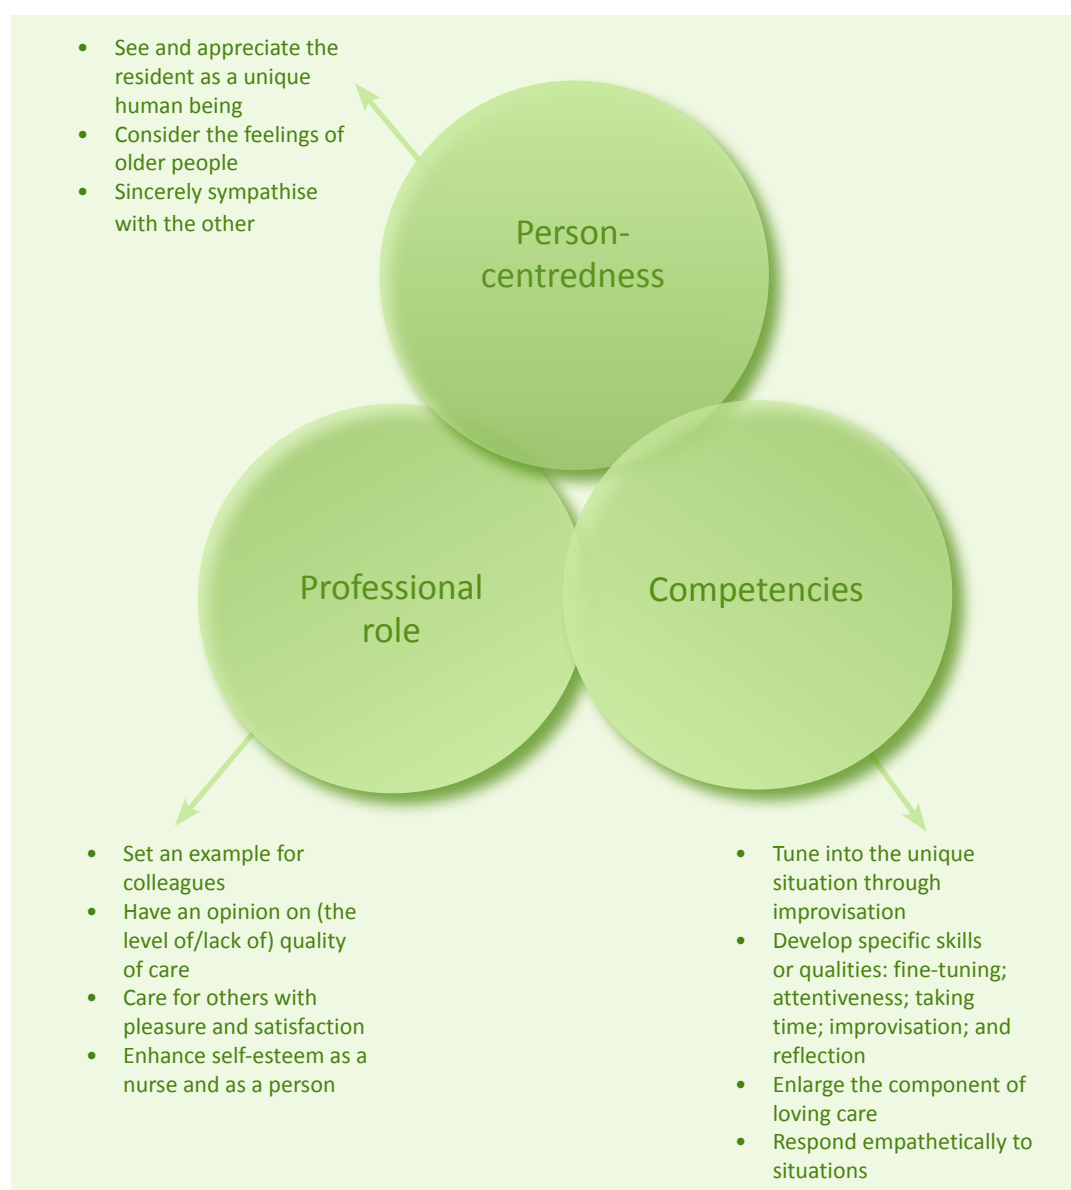 • See and appreciate the
resident as a unique
human being
• Consider the feelings of
older people
• Sincerely sympathise
with the other
Person-
centredness
Professional
role
Competencies
• Set an example for
colleagues
• Have an opinion on (the
level of/lack of) quality
of care
• Care for others with
pleasure and satisfaction
• Enhance self-esteem as a
nurse and as a person
• Tune into the unique
situation through
improvisation
• Develop specific skills
or qualities: fine-tuning;
attentiveness; taking
time; improvisation; and
reflection
• Enlarge the component of
loving care
• Respond empathetically to
situations